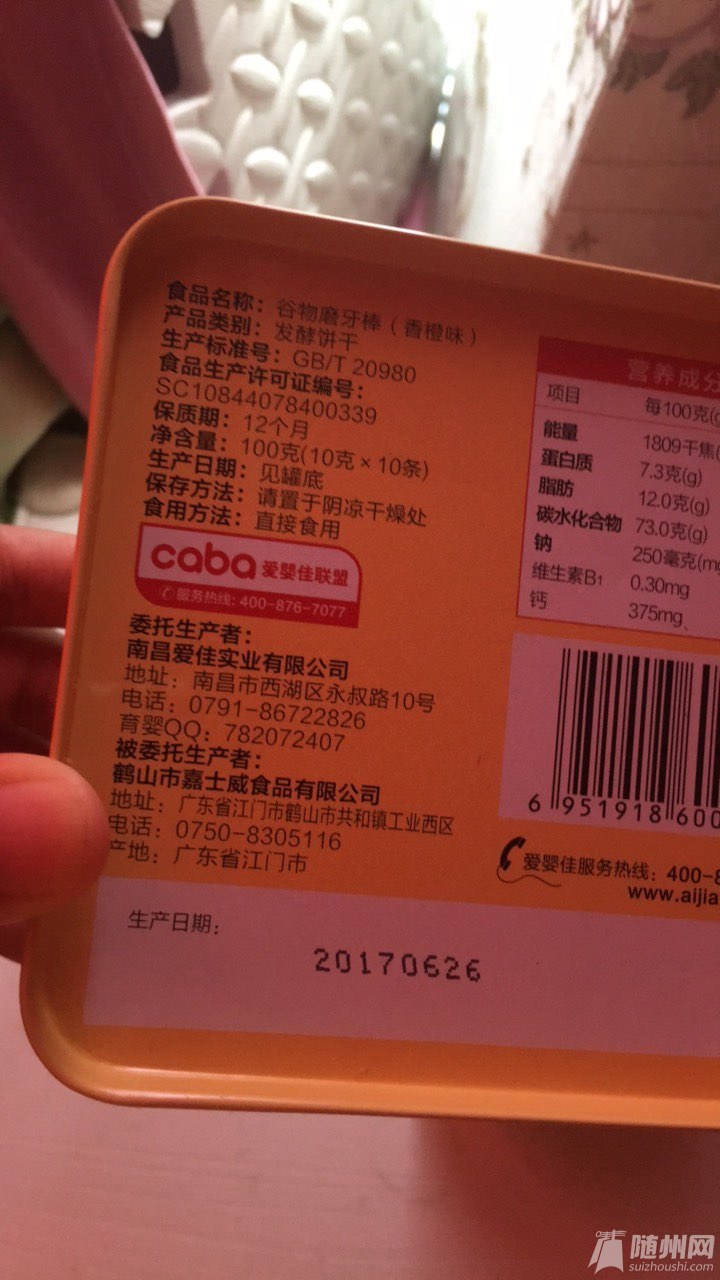 食品名称：谷物磨牙棒（香橙味）
产品类别：发酵饼干
生产标准号：GB/T 20980
食品生产许可证编号：
SC10844078400339
保质期：12个月
净含量：100克(10克×10条)
生产日期：见罐底
保存方法：请置于阴凉干燥处
食用方法：直接食用
caba 爱婴佳联盟
服务热线: 400-876-7077
委托生产者：
南昌爱佳实业有限公司
地址：南昌市西湖区永叔路10号
电话：0791-86722826
育婴QQ：782072407
被委托生产者：
鹤山市嘉士威食品有限公司
地址：广东省江门市鹤山市共和镇工业西区
电话：0750-8305116
产地：广东省江门市
生产日期：
20170626
营养成分
项目 每100克(g
能量 1809千焦(
蛋白质 7.3克(g)
脂肪 12.0克(g)
碳水化合物 73.0克(g)
钠 250毫克(mg
维生素B1 0.30mg
钙 375mg
6 951918 600
爱婴佳服务热线：400-8
www.aijia
随州网
suizhoushi.com